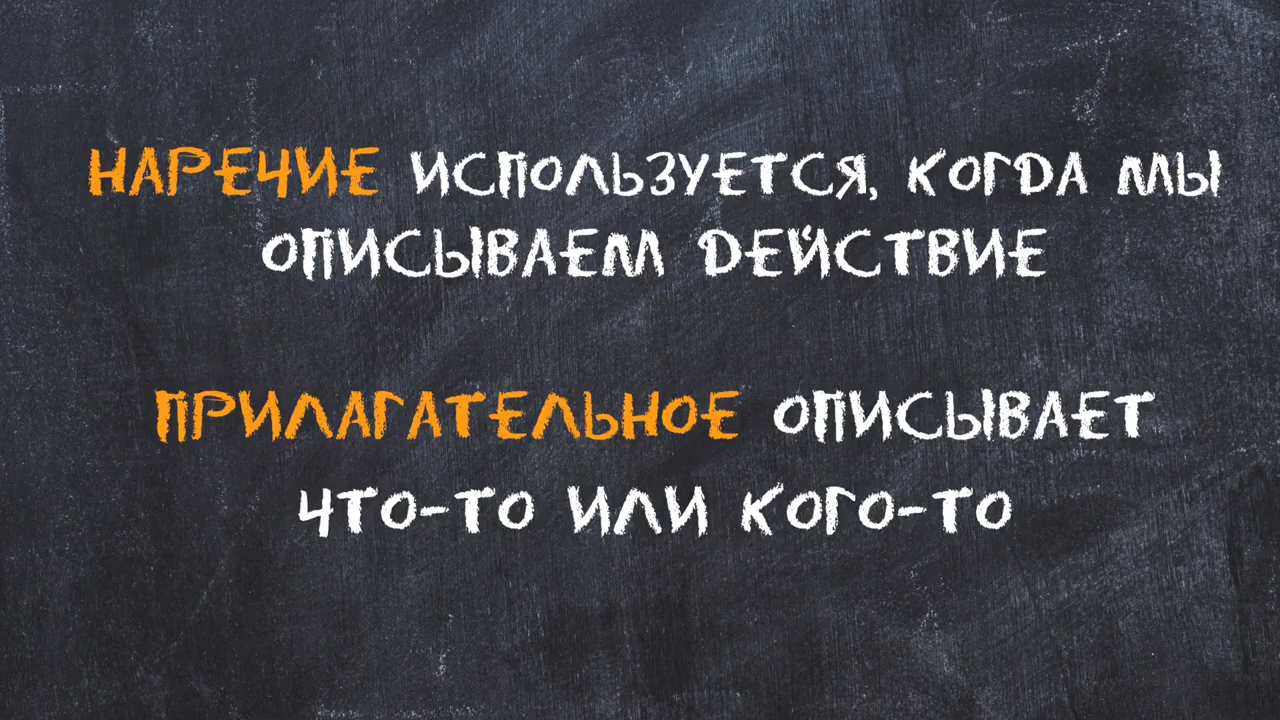 НАРЕЧИЕ ИСПОЛЬЗУЕТСЯ, КОГДА МЫ
ОПИСЫВАЕМ ДЕЙСТВИЕ
ПРИЛАГАТЕЛЬНОЕ ОПИСЫВАЕТ
ЧТО-ТО ИЛИ КОГО-ТО